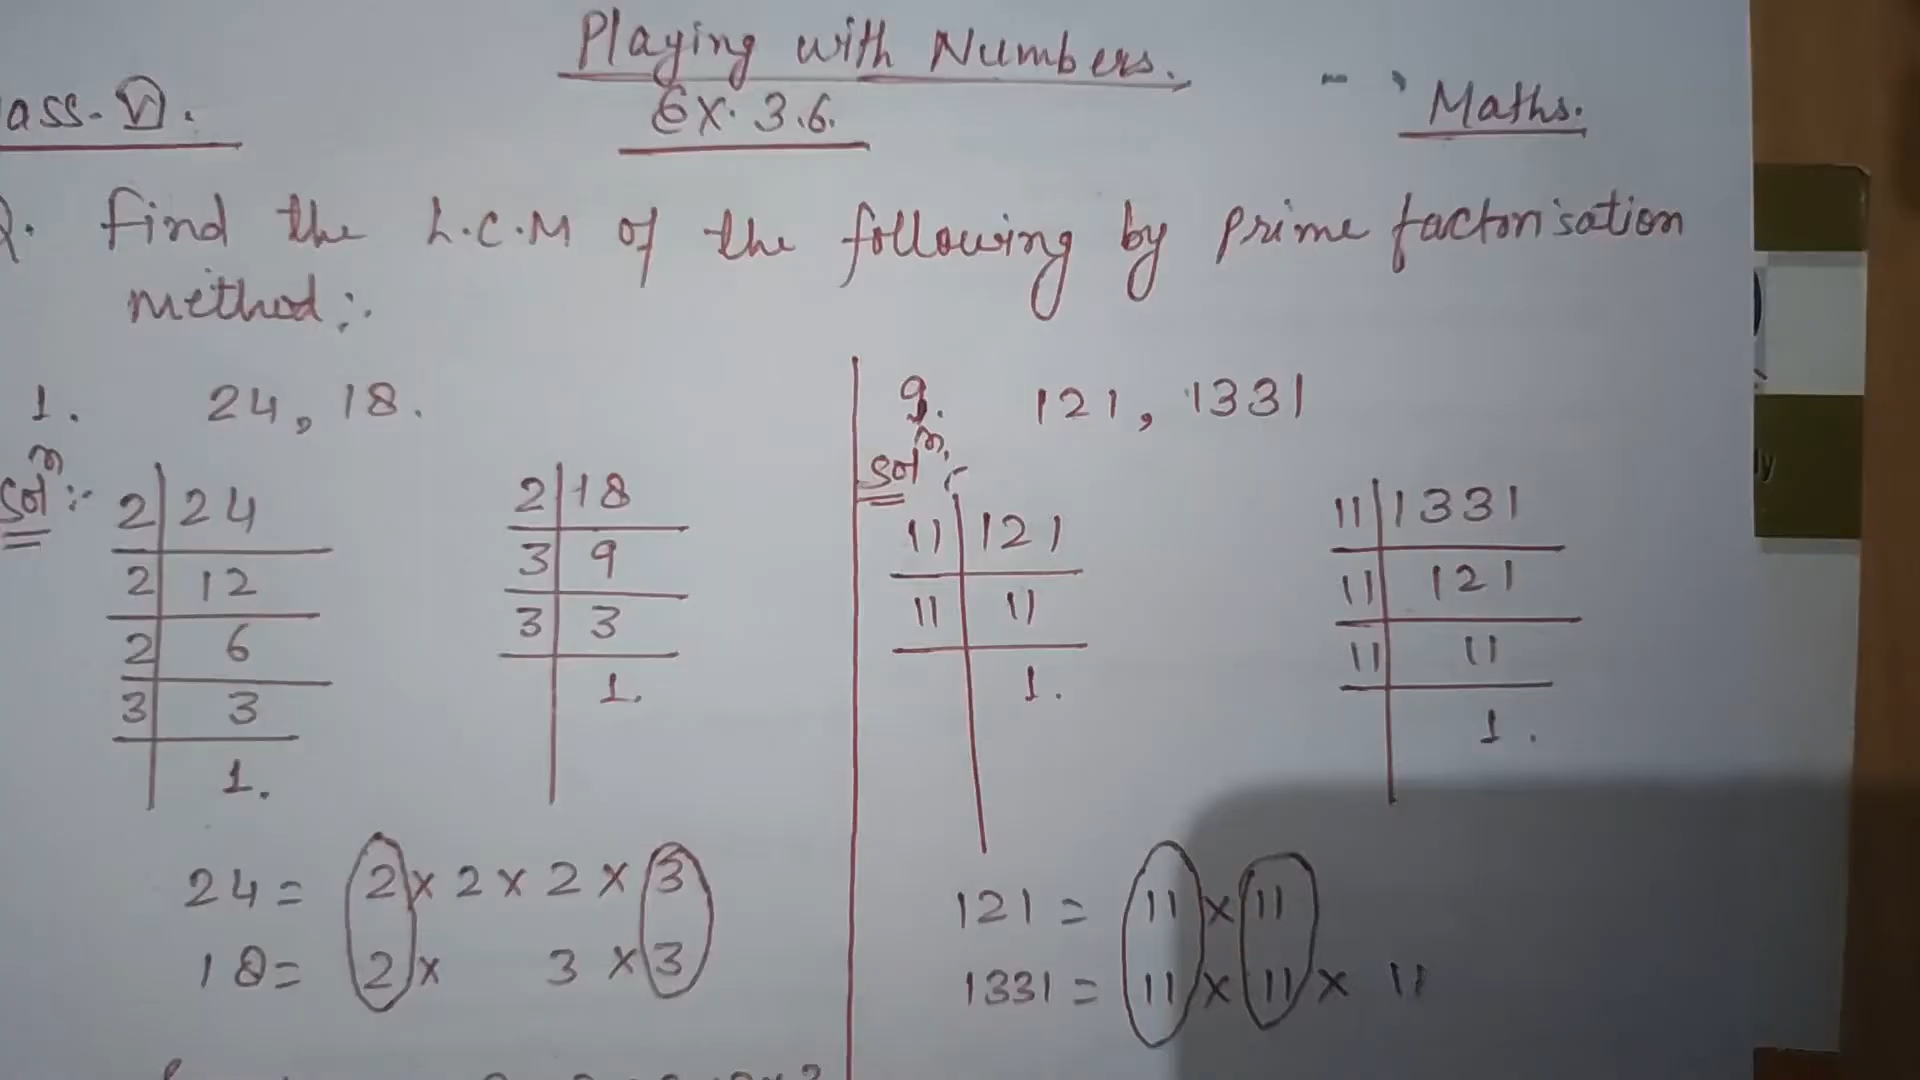 Playing with Numbers.
ass-V.
Ex. 3.6.
Maths.
Q. Find the L.C.M of the following by Prime factorisation
method:-
1. 24, 18.
Solⁿ:-
2|24
2|12
2|6
3|3
1.
2|18
3|9
3|3
1.
24= 2×2×2×3
18= 2× 3×3
9. 121, 1331
Solⁿ:-
11|121
11|11
1.
11|1331
11|121
11|11
1.
121 = 11×11
1331 = 11×11× 11